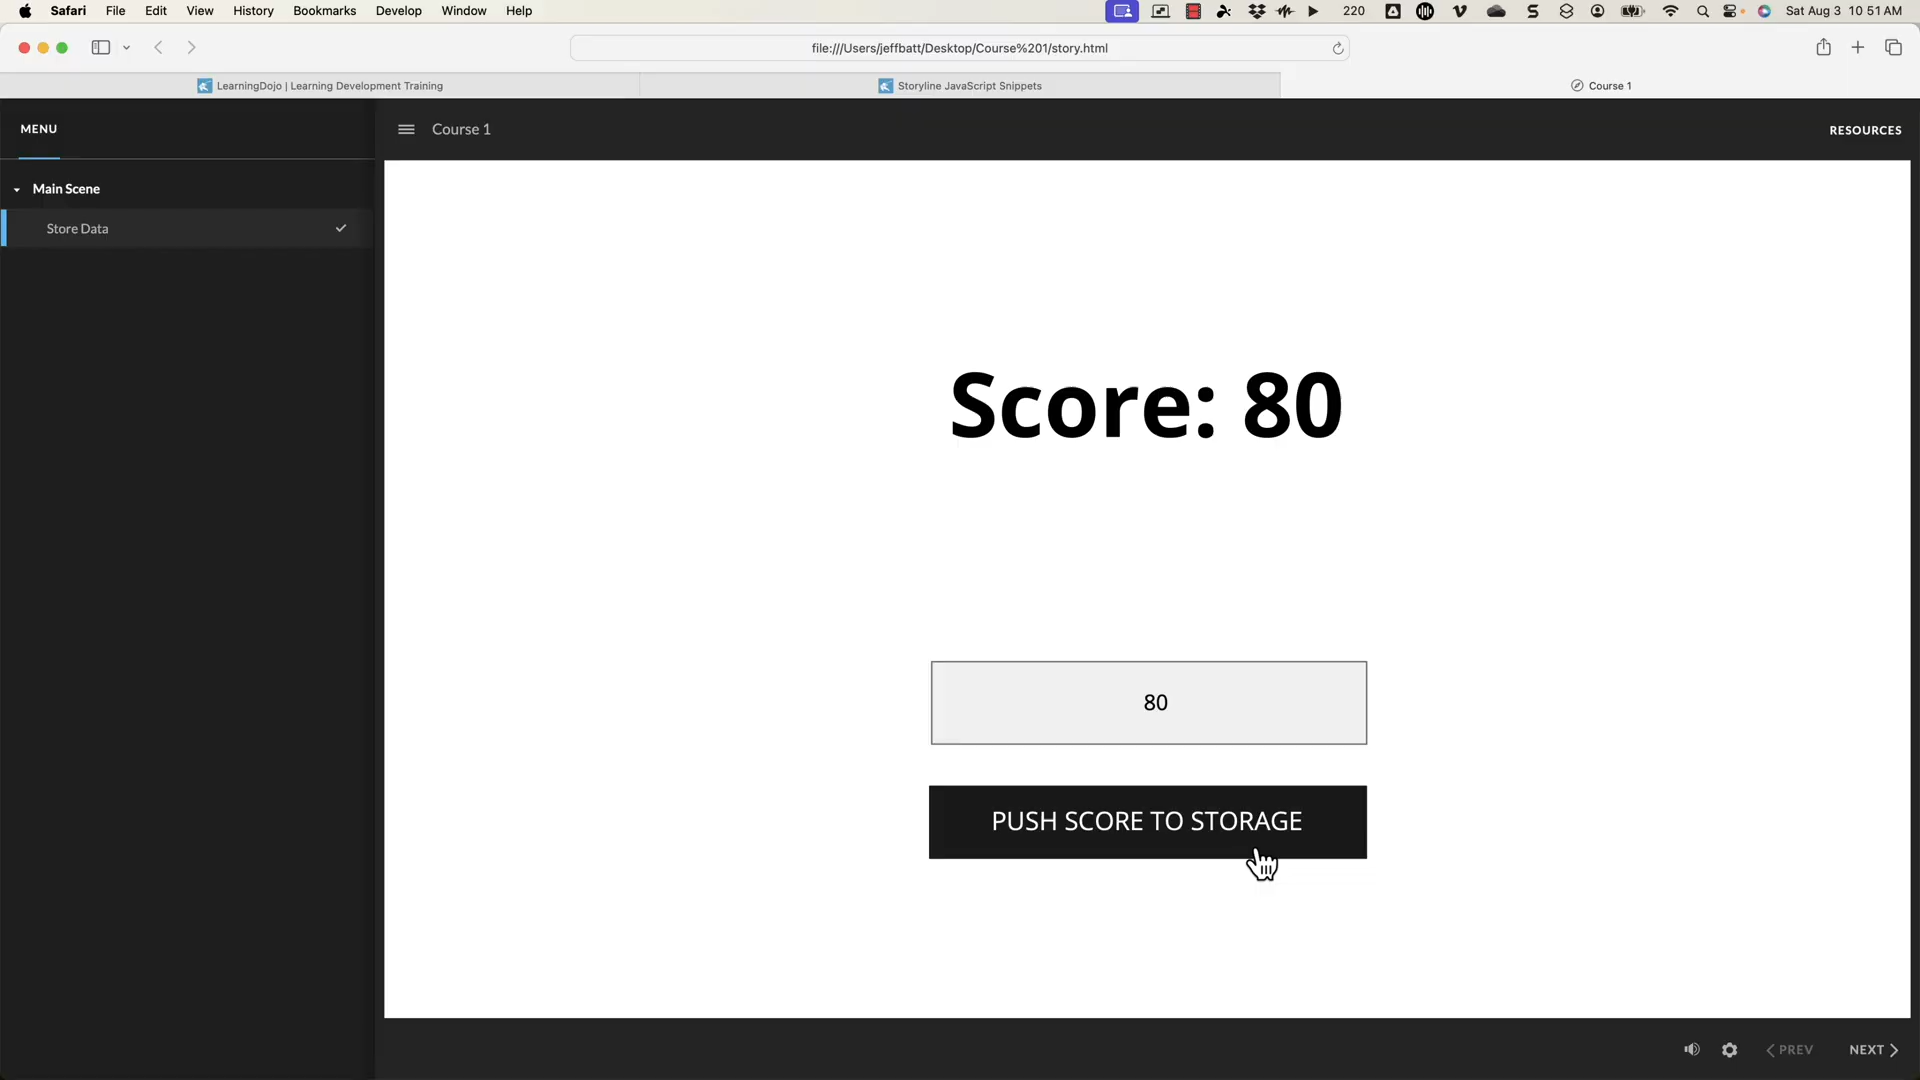 Safari File Edit View History Bookmarks Develop Window Help 220 Sat Aug 3 10 51 AM
file:///Users/jeffbatt/Desktop/Course%201/story.html
LearningDojo | Learning Development Training
Storyline JavaScript Snippets
Course 1
MENU
Course 1
RESOURCES
Main Scene
Store Data
Score: 80
80
PUSH SCORE TO STORAGE
PREV
NEXT